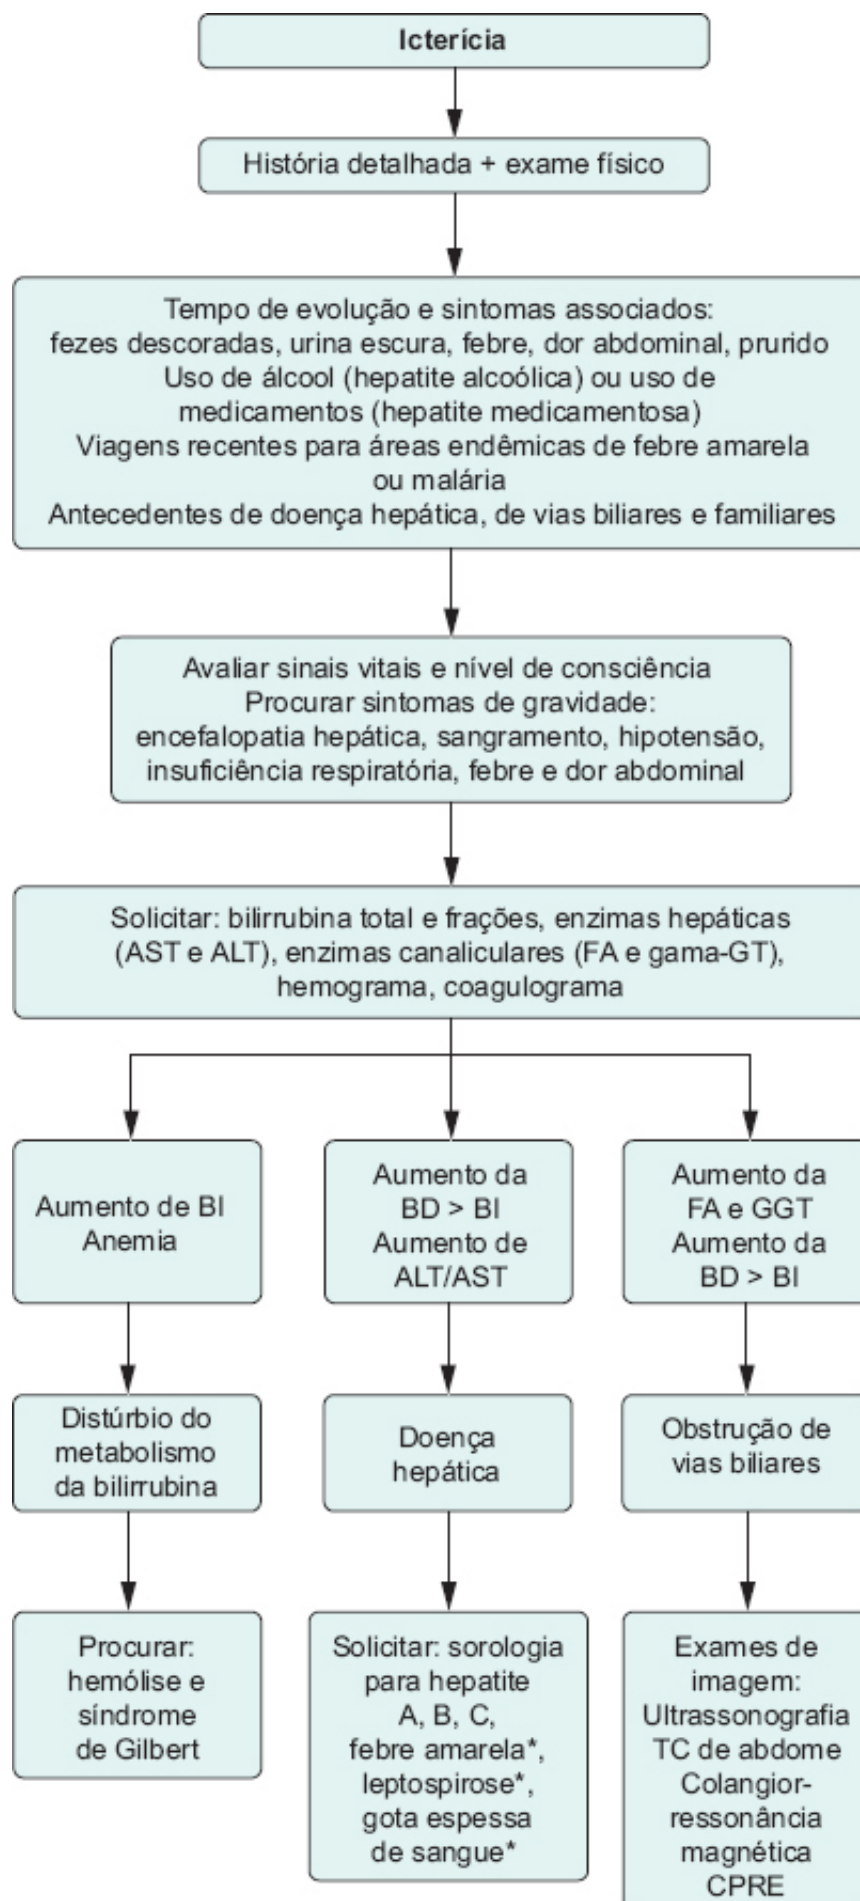 Icterícia
História detalhada + exame físico
Tempo de evolução e sintomas associados:
fezes descoradas, urina escura, febre, dor abdominal, prurido
Uso de álcool (hepatite alcoólica) ou uso de
medicamentos (hepatite medicamentosa)
Viagens recentes para áreas endêmicas de febre amarela
ou malária
Antecedentes de doença hepática, de vias biliares e familiares
Avaliar sinais vitais e nível de consciência
Procurar sintomas de gravidade:
encefalopatia hepática, sangramento, hipotensão,
insuficiência respiratória, febre e dor abdominal
Solicitar: bilirrubina total e frações, enzimas hepáticas
(AST e ALT), enzimas canaliculares (FA e gama-GT),
hemograma, coagulograma
Aumento de BI
Anemia
Aumento da
BD > BI
Aumento de
ALT/AST
Aumento da
FA e GGT
Aumento da
BD > BI
Distúrbio do
metabolismo
da bilirrubina
Doença
hepática
Obstrução de
vias biliares
Procurar:
hemólise e
síndrome
de Gilbert
Solicitar: sorologia
para hepatite
A, B, C,
febre amarela*,
leptospirose*,
gota espessa
de sangue*
Exames de
imagem:
Ultrassonografia
TC de abdome
Colangior-
ressonância
magnética
CPRE